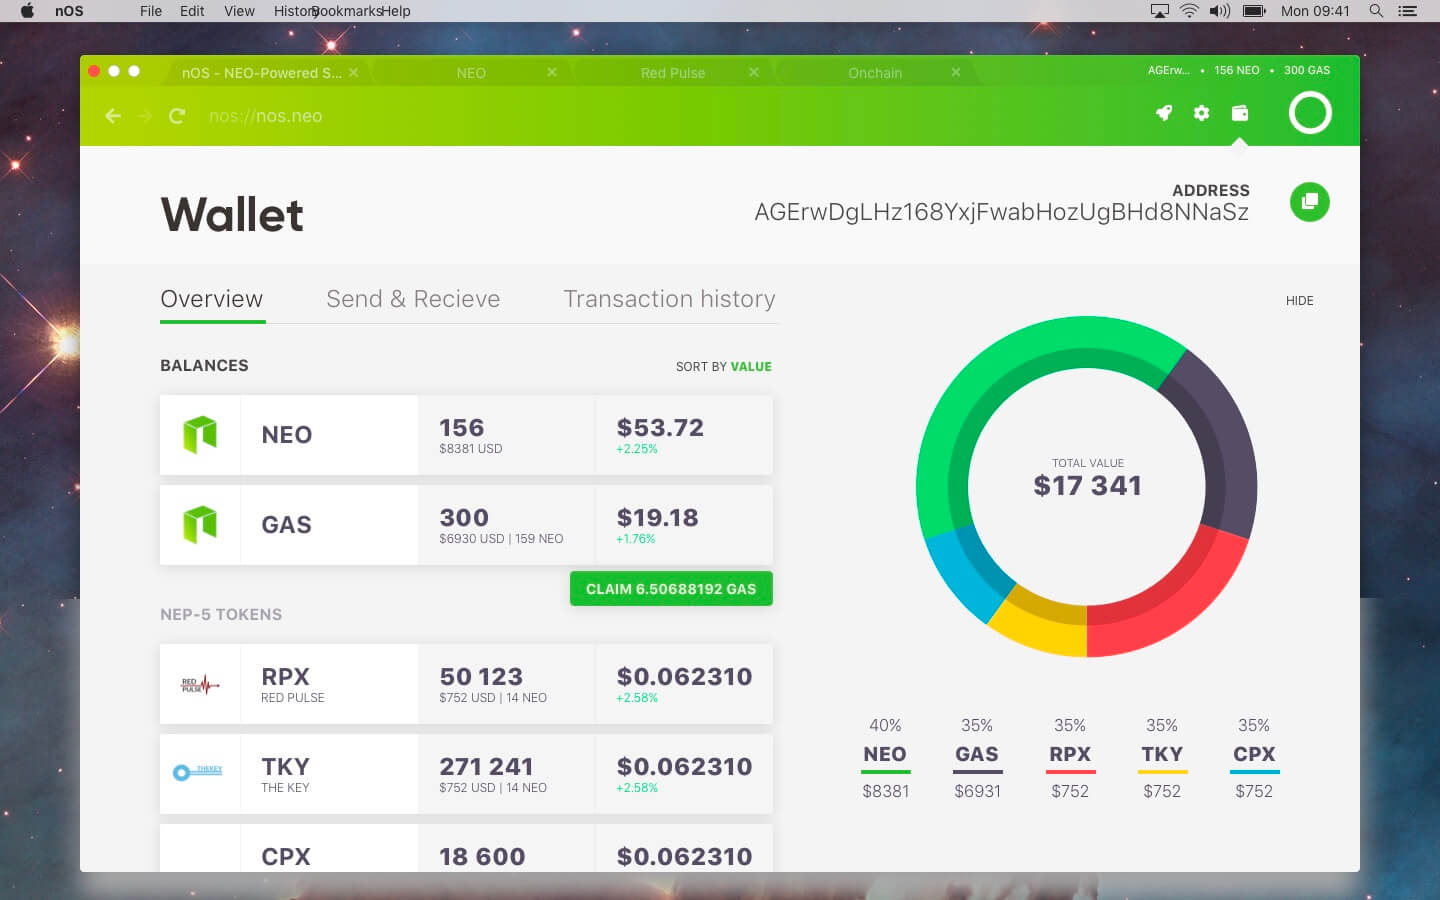 nOS File Edit View History Bookmarks Help Mon 09:41
nOS - NEO-Powered S... NEO Red Pulse Onchain AGErw... • 156 NEO • 300 GAS
nos://nos.neo
Wallet
ADDRESS
AGErwDgLHz168YxjFwabHozUgBHd8NNaSz
Overview Send & Recieve Transaction history
HIDE
BALANCES SORT BY VALUE
NEO 156 $53.72
$8381 USD +2.25%
GAS 300 $19.18
$6930 USD | 159 NEO +1.76%
CLAIM 6.50688192 GAS
NEP-5 TOKENS
RED PULSE
RPX 50 123 $0.062310
RED PULSE $752 USD | 14 NEO +2.58%
THEKEY
TKY 271 241 $0.062310
THE KEY $752 USD | 14 NEO +2.58%
CPX 18 600 $0.062310
TOTAL VALUE
$17 341
40% 35% 35% 35% 35%
NEO GAS RPX TKY CPX
$8381 $6931 $752 $752 $752